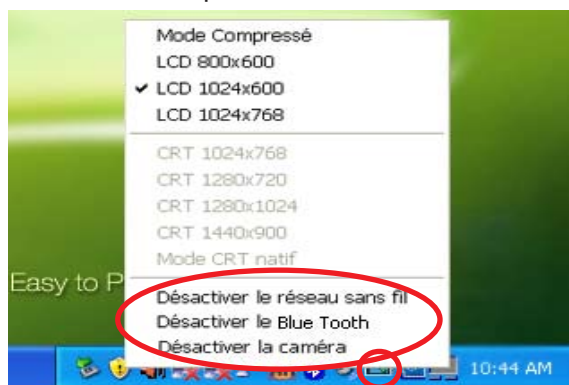 Mode Compressé
LCD 800x600
LCD 1024x600
LCD 1024x768
CRT 1024x768
CRT 1280x720
CRT 1280x1024
CRT 1440x900
Mode CRT natif
Easy to P
Désactiver le réseau sans fil
Désactiver le Blue Tooth
Désactiver la caméra
10:44 AM